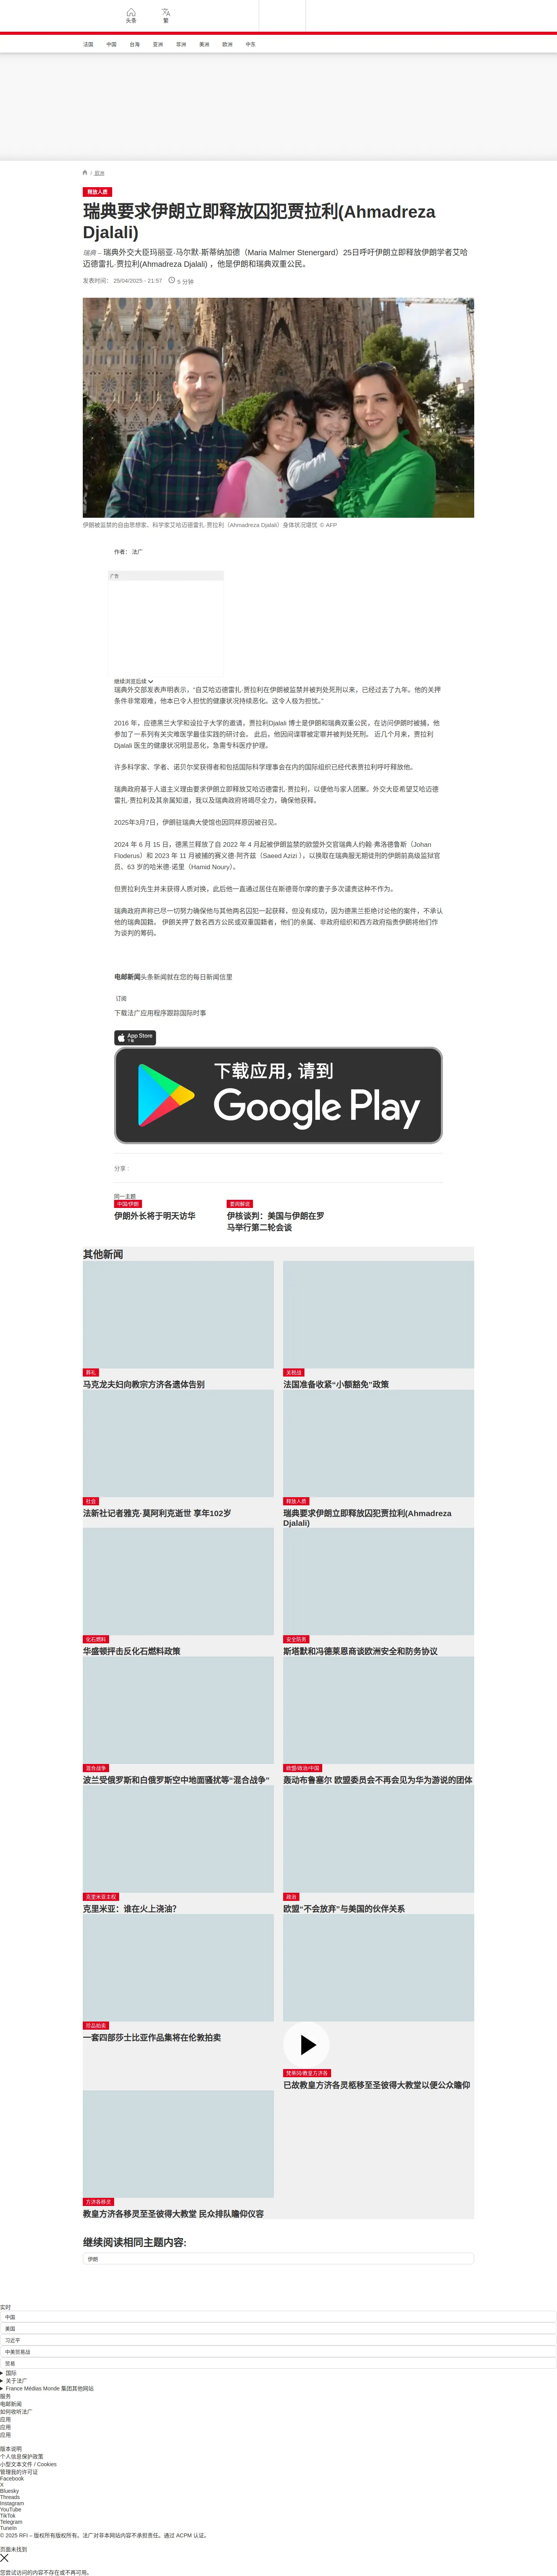 头条
繁
法国 中国 台海 亚洲 非洲 美洲 欧洲 中东
/ 欧洲
释放人质
瑞典要求伊朗立即释放囚犯贾拉利(Ahmadreza
Djalali)
瑞典 – 瑞典外交大臣玛丽亚·马尔默·斯蒂纳加德（Maria Malmer Stenergard）25日呼吁伊朗立即释放伊朗学者艾哈
迈德雷扎·贾拉利(Ahmadreza Djalali) ，他是伊朗和瑞典双重公民。
发表时间： 25/04/2025 - 21:57 5 分钟
伊朗被监禁的自由思想家、科学家艾哈迈德雷扎·贾拉利（Ahmadreza Djalali）身体状况堪忧 © AFP
作者： 法广
广告
继续浏览后续
瑞典外交部发表声明表示，“自艾哈迈德雷扎·贾拉利在伊朗被监禁并被判处死刑以来，已经过去了九年。他的关押
条件非常艰难，他本已令人担忧的健康状况持续恶化。这令人极为担忧。”
2016 年，应德黑兰大学和设拉子大学的邀请，贾拉利Djalali 博士是伊朗和瑞典双重公民，在访问伊朗时被捕，他
参加了一系列有关灾难医学最佳实践的研讨会。 此后，他因间谍罪被定罪并被判处死刑。 近几个月来，贾拉利
Djalali 医生的健康状况明显恶化，急需专科医疗护理。
许多科学家、学者、诺贝尔奖获得者和包括国际科学理事会在内的国际组织已经代表贾拉利呼吁释放他。
瑞典政府基于人道主义理由要求伊朗立即释放艾哈迈德雷扎·贾拉利，以便他与家人团聚。外交大臣希望艾哈迈德
雷扎·贾拉利及其亲属知道，我以及瑞典政府将竭尽全力，确保他获释。
2025年3月7日，伊朗驻瑞典大使馆也因同样原因被召见。
2024 年 6 月 15 日，德黑兰释放了自 2022 年 4 月起被伊朗监禁的欧盟外交官瑞典人约翰·弗洛德鲁斯（Johan
Floderus）和 2023 年 11 月被捕的赛义德·阿齐兹（Saeed Azizi ），以换取在瑞典服无期徒刑的伊朗前高级监狱官
员、63 岁的哈米德·诺里（Hamid Noury）。
但贾拉利先生并未获得人质对换，此后他一直通过居住在斯德哥尔摩的妻子多次谴责这种不作为。
瑞典政府声称已尽一切努力确保他与其他两名囚犯一起获释，但没有成功，因为德黑兰拒绝讨论他的案件，不承认
他的瑞典国籍。 伊朗关押了数名西方公民或双重国籍者，他们的亲属、非政府组织和西方政府指责伊朗将他们作
为谈判的筹码。
电邮新闻头条新闻就在您的每日新闻信里
订阅
下载法广应用程序跟踪国际时事
App Store
下载
下载应用，请到
Google Play
分享 :
同一主题
中国/伊朗
伊朗外长将于明天访华
要闻解说
伊核谈判：美国与伊朗在罗
马举行第二轮会谈
其他新闻
葬礼
马克龙夫妇向教宗方济各遗体告别
关税战
法国准备收紧“小额豁免”政策
社会
法新社记者雅克·莫阿利克逝世 享年102岁
释放人质
瑞典要求伊朗立即释放囚犯贾拉利(Ahmadreza
Djalali)
化石燃料
华盛顿抨击反化石燃料政策
安全防务
斯塔默和冯德莱恩商谈欧洲安全和防务协议
混合战争
波兰受俄罗斯和白俄罗斯空中地面骚扰等“混合战争”
欧盟/政治/中国
轰动布鲁塞尔 欧盟委员会不再会见为华为游说的团体
克里米亚主权
克里米亚：谁在火上浇油?
政治
欧盟“不会放弃”与美国的伙伴关系
珍品拍卖
一套四部莎士比亚作品集将在伦敦拍卖
梵蒂冈/教皇方济各
已故教皇方济各灵柩移至圣彼得大教堂以便公众瞻仰
方济各移灵
教皇方济各移灵至圣彼得大教堂 民众排队瞻仰仪容
继续阅读相同主题内容:
伊朗
实时
中国
美国
习近平
中美贸易战
贸易
国际
关于法广
France Médias Monde 集团其他网站
服务
电邮新闻
如何收听法广
应用
应用
应用
版本说明
个人信息保护政策
小型文本文件 / Cookies
管理我的许可证
Facebook
X
Bluesky
Threads
Instagram
YouTube
TikTok
Telegram
TuneIn
© 2025 RFI – 版权所有版权所有。法广对非本网站内容不承担责任。通过 ACPM 认证。
页面未找到
您尝试访问的内容不存在或不再可用。